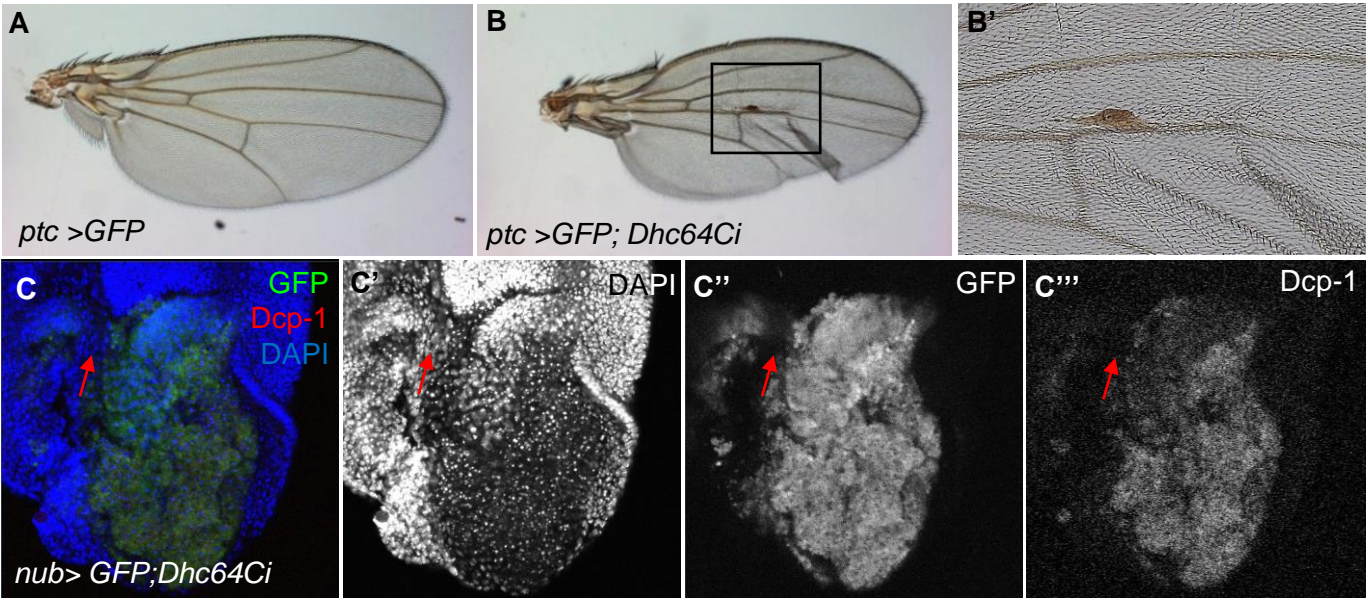 A
ptc >GFP
B
ptc >GFP; Dhc64Ci
B'
C
GFP
Dcp-1
DAPI
nub> GFP;Dhc64Ci
C'
DAPI
C''
GFP
C'''
Dcp-1